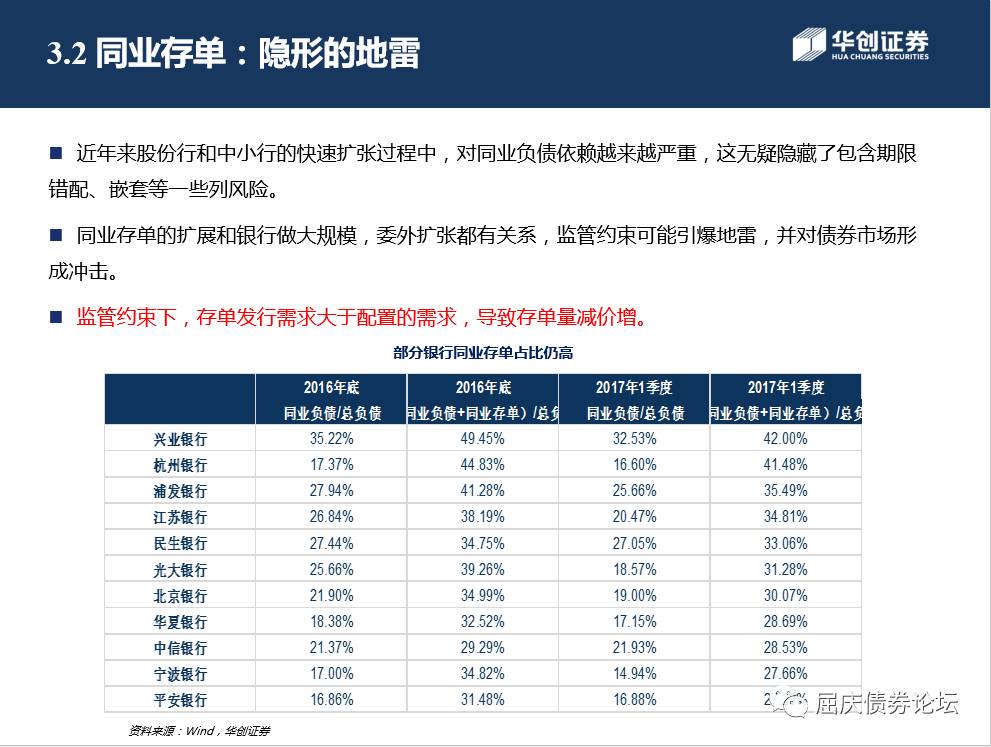 3.2 同业存单：隐形的地雷
华创证券
HUA CHUANG SECURITIES
■ 近年来股份行和中小行的快速扩张过程中，对同业负债依赖越来越严重，这无疑隐藏了包含期限
错配、嵌套等一些列风险。
■ 同业存单的扩展和银行做大规模，委外扩张都有关系，监管约束可能引爆地雷，并对债券市场形
成冲击。
■ 监管约束下，存单发行需求大于配置的需求，导致存单量减价增。
部分银行同业存单占比仍高
2016年底 2016年底 2017年1季度 2017年1季度
同业负债/总负债 同业负债+同业存单）/总负 同业负债/总负债 同业负债+同业存单）/总负
兴业银行 35.22% 49.45% 32.53% 42.00%
杭州银行 17.37% 44.83% 16.60% 41.48%
浦发银行 27.94% 41.28% 25.66% 35.49%
江苏银行 26.84% 38.19% 20.47% 34.81%
民生银行 27.44% 34.75% 27.05% 33.06%
光大银行 25.66% 39.26% 18.57% 31.28%
北京银行 21.90% 34.99% 19.00% 30.07%
华夏银行 18.38% 32.52% 17.15% 28.69%
中信银行 21.37% 29.29% 21.93% 28.53%
宁波银行 17.00% 34.82% 14.94% 27.66%
平安银行 16.86% 31.48% 16.88%
屈庆债券论坛
资料来源：Wind，华创证券